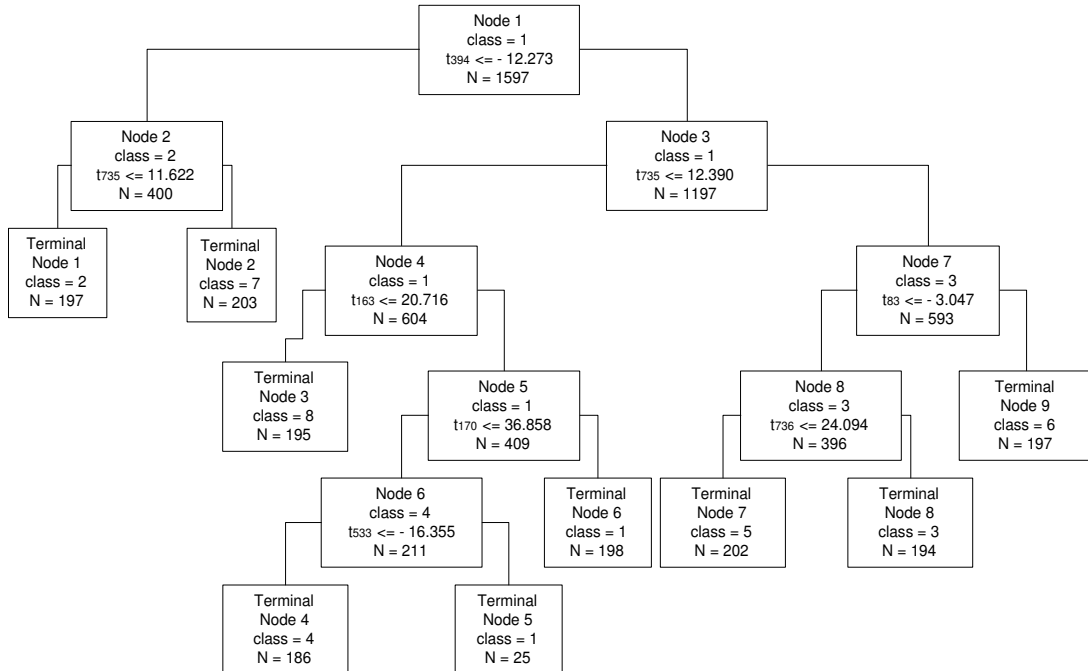 Node 1
class = 1
t394 <= - 12.273
N = 1597
Node 2
class = 2
t735 <= 11.622
N = 400
Node 3
class = 1
t735 <= 12.390
N = 1197
Terminal
Node 1
class = 2
N = 197
Terminal
Node 2
class = 7
N = 203
Node 4
class = 1
t163 <= 20.716
N = 604
Node 7
class = 3
t83 <= - 3.047
N = 593
Terminal
Node 3
class = 8
N = 195
Node 5
class = 1
t170 <= 36.858
N = 409
Node 8
class = 3
t736 <= 24.094
N = 396
Terminal
Node 9
class = 6
N = 197
Node 6
class = 4
t533 <= - 16.355
N = 211
Terminal
Node 6
class = 1
N = 198
Terminal
Node 7
class = 5
N = 202
Terminal
Node 8
class = 3
N = 194
Terminal
Node 4
class = 4
N = 186
Terminal
Node 5
class = 1
N = 25